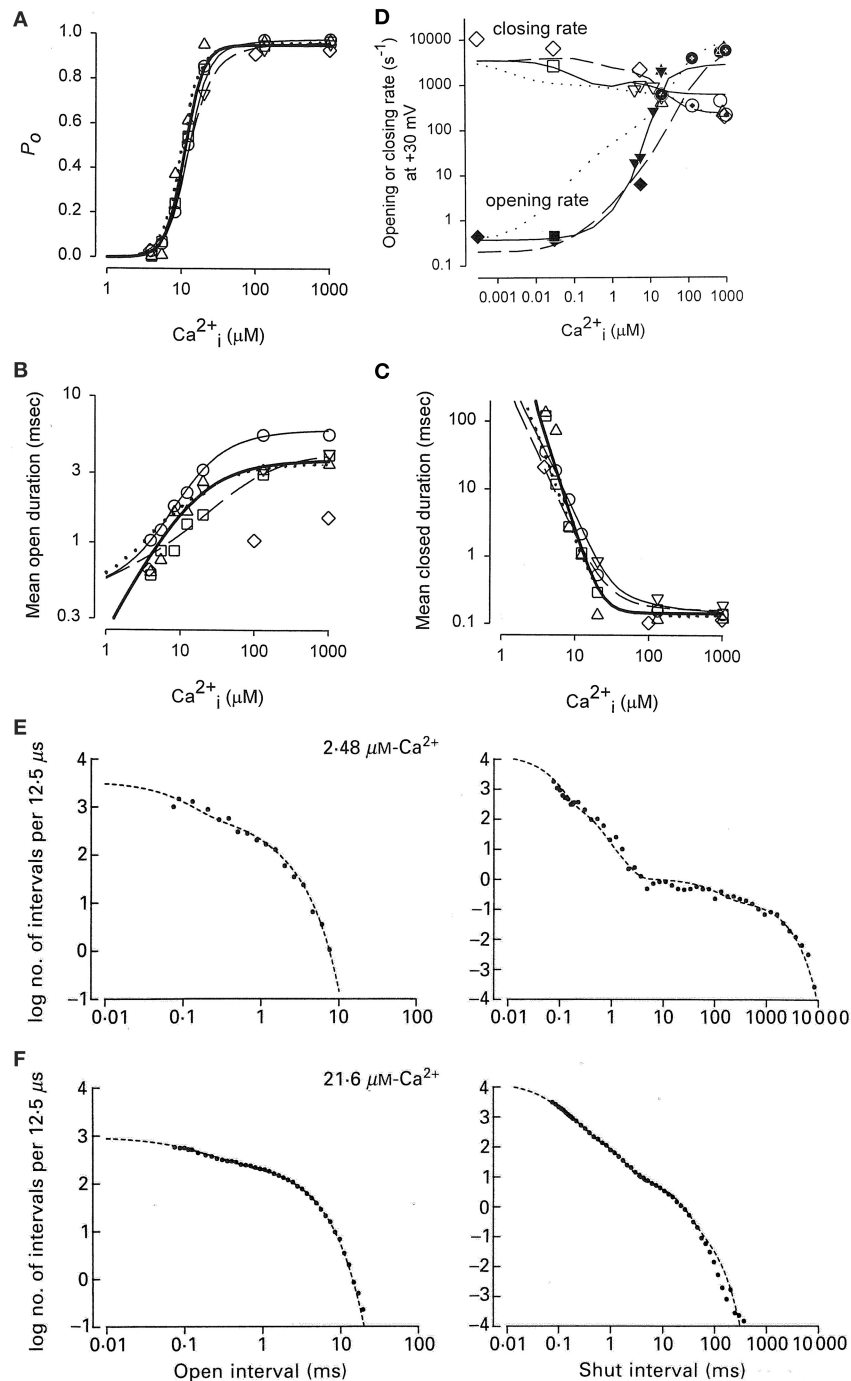 A
1.0
0.8
0.6
0.4
0.2
0.0
Po
1 10 100 1000
Ca2+i (μM)
D
closing rate
10000
1000
100
10
1
0.1
Opening or closing rate (s-1)
at +30 mV
opening rate
0.001 0.01 0.1 1 10 100 1000
Ca2+i (μM)
B
10
3
1
0.3
Mean open duration (msec)
1 10 100 1000
Ca2+i (μM)
C
100
10
1
0.1
Mean closed duration (msec)
1 10 100 1000
Ca2+i (μM)
E
2·48 μM-Ca2+
log no. of intervals per 12·5 μs
4
3
2
1
0
−1
0·01 0·1 1 10 100
4
3
2
1
0
−1
−2
−3
−4
0·01 0·1 1 10 100 1000 10000
F
21·6 μM-Ca2+
log no. of intervals per 12·5 μs
4
3
2
1
0
−1
0·01 0·1 1 10 100
Open interval (ms)
4
3
2
1
0
−1
−2
−3
−4
0·01 0·1 1 10 100 1000 10000
Shut interval (ms)